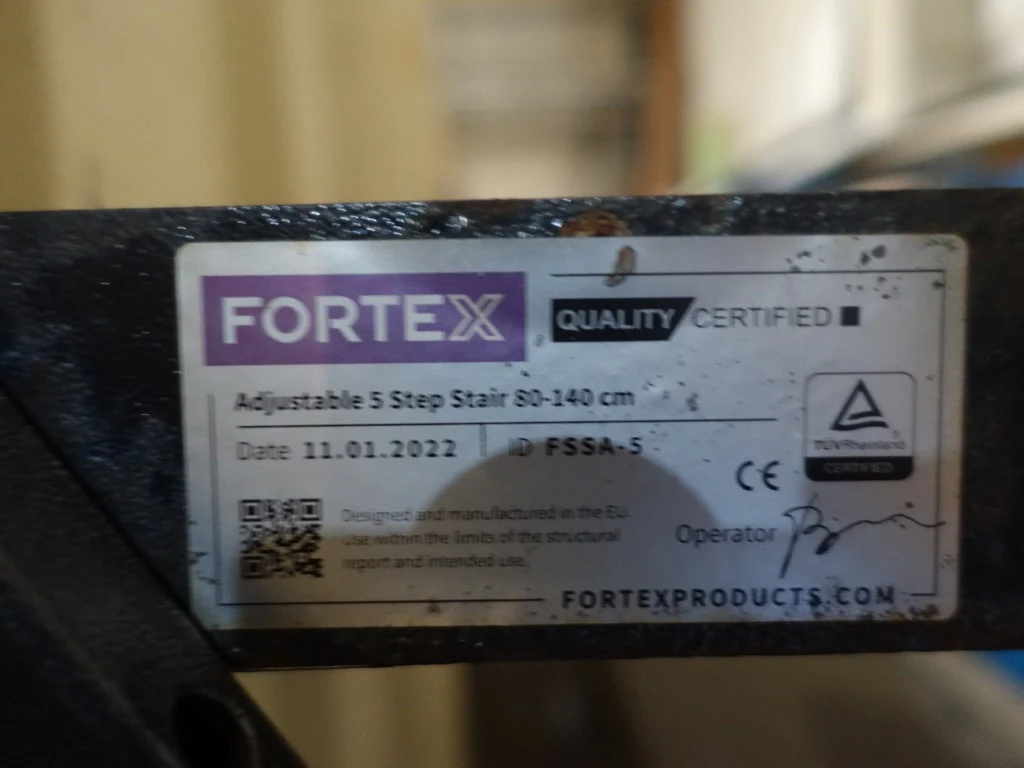 FORTEX
QUALITY CERTIFIED
Adjustable 5 Step Stair 80-140 cm
Date 11.01.2022 ID FSSA-5
TÜVRheinland
CERTIFIED
CE
Designed and manufactured in the EU.
use within the limits of the structural
report and intended use.
Operator
FORTEXPRODUCTS.COM